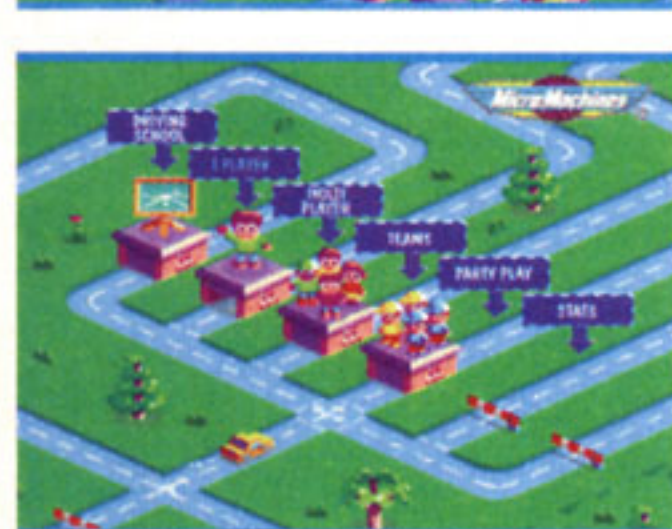 Micro Machines
DRIVING
SCHOOL
1 PLAYER
MULTI
PLAYER
TEAMS
PARTY PLAY
STATS